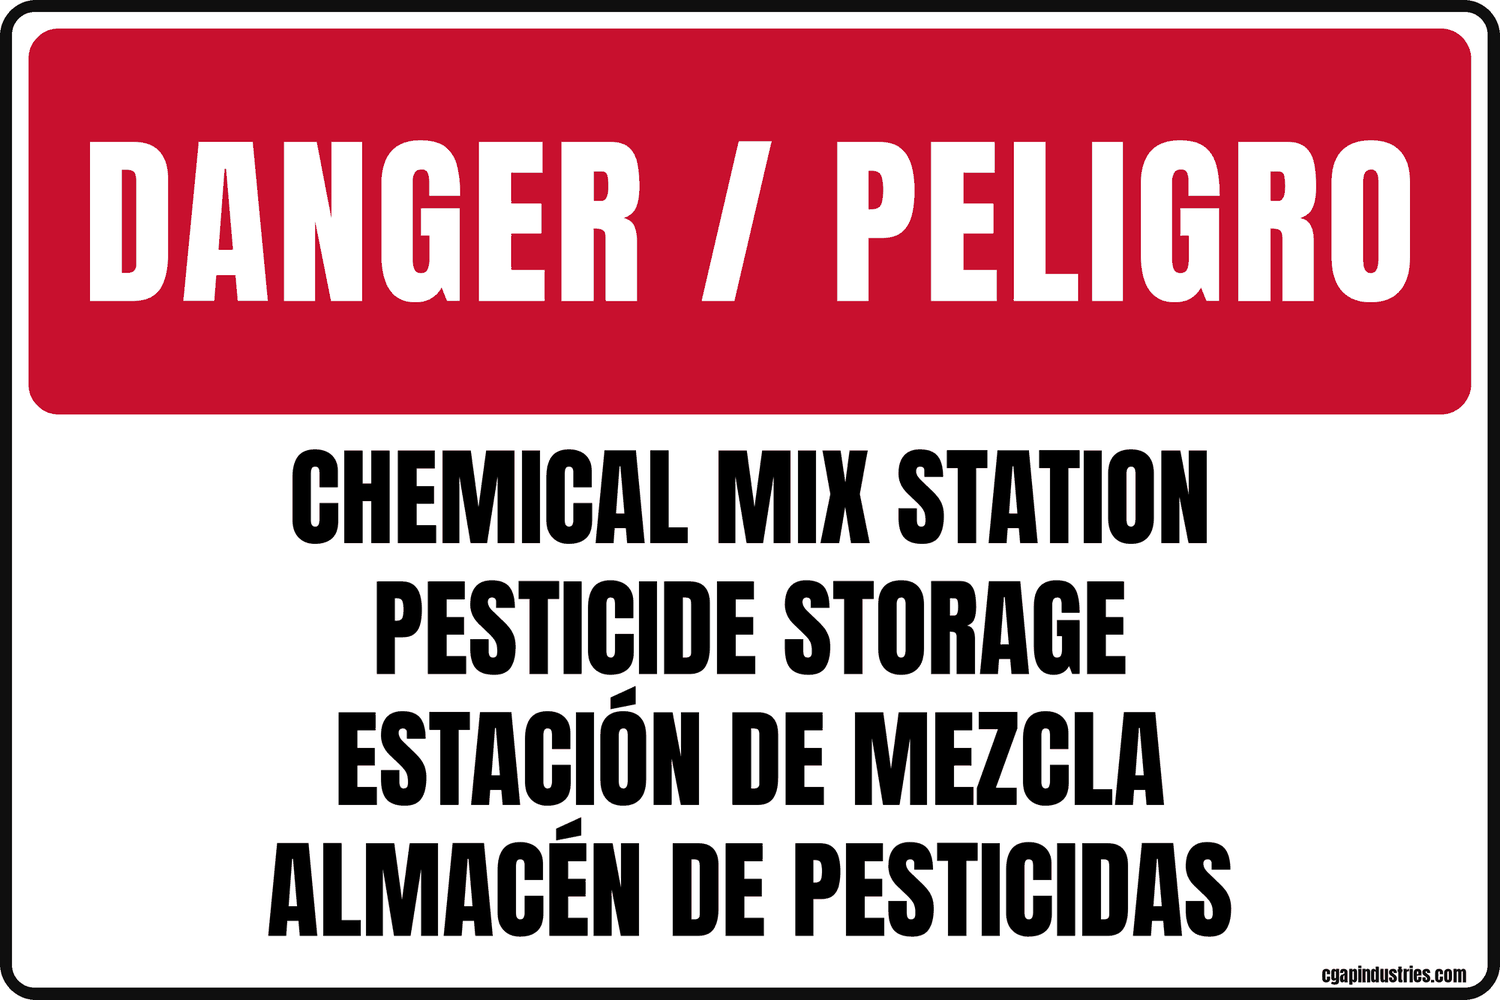 DANGER / PELIGRO
CHEMICAL MIX STATION
PESTICIDE STORAGE
ESTACIÓN DE MEZCLA
ALMACÉN DE PESTICIDAS
cgapindustries.com